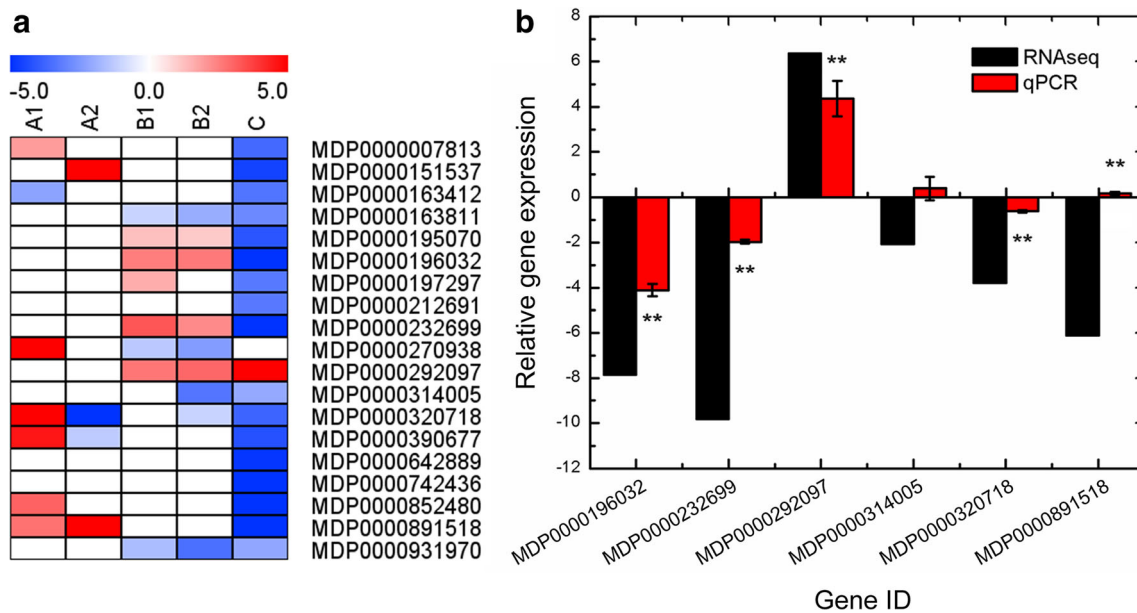 a
-5.0 0.0 5.0
A1 A2 B1 B2 C
MDP0000007813
MDP0000151537
MDP0000163412
MDP0000163811
MDP0000195070
MDP0000196032
MDP0000197297
MDP0000212691
MDP0000232699
MDP0000270938
MDP0000292097
MDP0000314005
MDP0000320718
MDP0000390677
MDP0000642889
MDP0000742436
MDP0000852480
MDP0000891518
MDP0000931970
b
Relative gene expression
8
6
4
2
0
-2
-4
-6
-8
-10
-12
RNAseq
qPCR
**
**
**
**
**
MDP0000196032
MDP0000232699
MDP0000292097
MDP0000314005
MDP0000320718
MDP0000891518
Gene ID